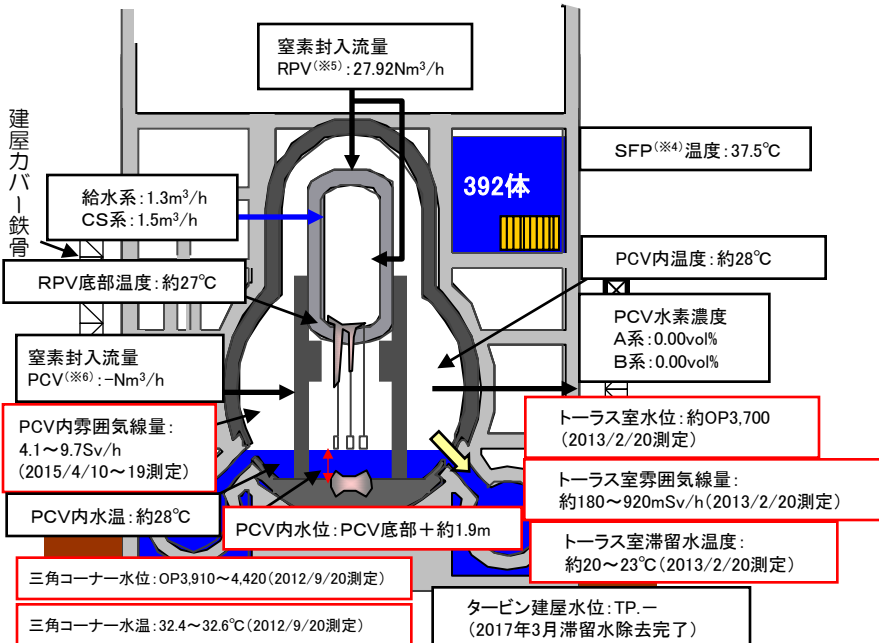 窒素封入流量
RPV(※5):27.92Nm³/h
建屋カバー鉄骨
392体
SFP(※4)温度:37.5℃
給水系:1.3m³/h
CS系:1.5m³/h
RPV底部温度:約27℃
PCV内温度:約28℃
PCV水素濃度
A系:0.00vol%
B系:0.00vol%
窒素封入流量
PCV(※6):-Nm³/h
PCV内雰囲気線量:
4.1~9.7Sv/h
(2015/4/10~19測定)
トーラス室水位:約OP3,700
(2013/2/20測定)
トーラス室雰囲気線量:
約180~920mSv/h(2013/2/20測定)
PCV内水温:約28℃
PCV内水位:PCV底部+約1.9m
トーラス室滞留水温度:
約20~23℃(2013/2/20測定)
三角コーナー水位:OP3,910~4,420(2012/9/20測定)
三角コーナー水温:32.4~32.6℃(2012/9/20測定)
タービン建屋水位:TP.-
(2017年3月滞留水除去完了)